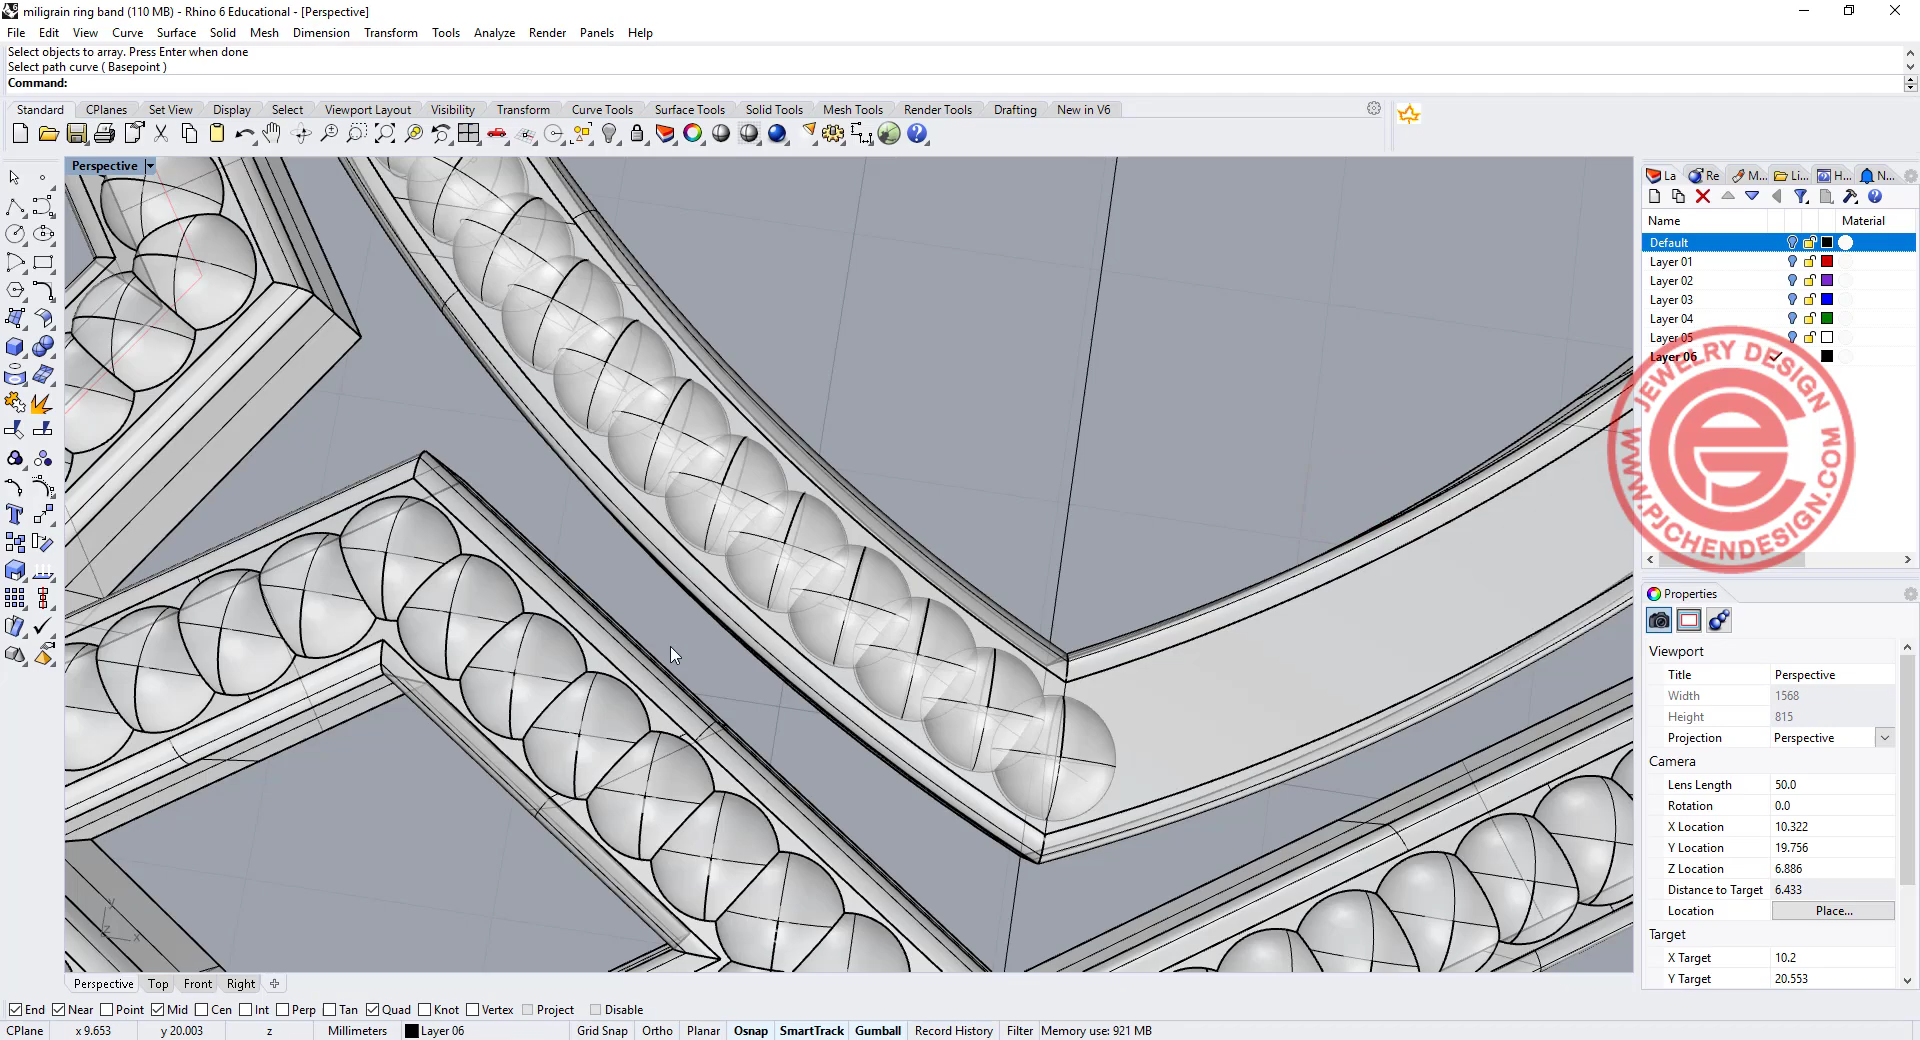 miligrain ring band (110 MB) - Rhino 6 Educational - [Perspective]
File Edit View Curve Surface Solid Mesh Dimension Transform Tools Analyze Render Panels Help
Select objects to array. Press Enter when done
Select path curve ( Basepoint )
Command:
Standard CPlanes Set View Display Select Viewport Layout Visibility Transform Curve Tools Surface Tools Solid Tools Mesh Tools Render Tools Drafting New in V6
Perspective
La Re M... Li... H... N...
Name Material
Default
Layer 01
Layer 02
Layer 03
Layer 04
Layer 05
Layer 06
JEWELRY DESIGN
WWW.PJCHENDESIGN.COM
Properties
Viewport
Title Perspective
Width 1568
Height 815
Projection Perspective
Camera
Lens Length 50.0
Rotation 0.0
X Location 10.322
Y Location 19.756
Z Location 6.886
Distance to Target 6.433
Location Place...
Target
X Target 10.2
Y Target 20.553
y
z x
Perspective Top Front Right
End Near Point Mid Cen Int Perp Tan Quad Knot Vertex Project Disable
CPlane x 9.653 y 20.003 z Millimeters Layer 06 Grid Snap Ortho Planar Osnap SmartTrack Gumball Record History Filter Memory use: 921 MB